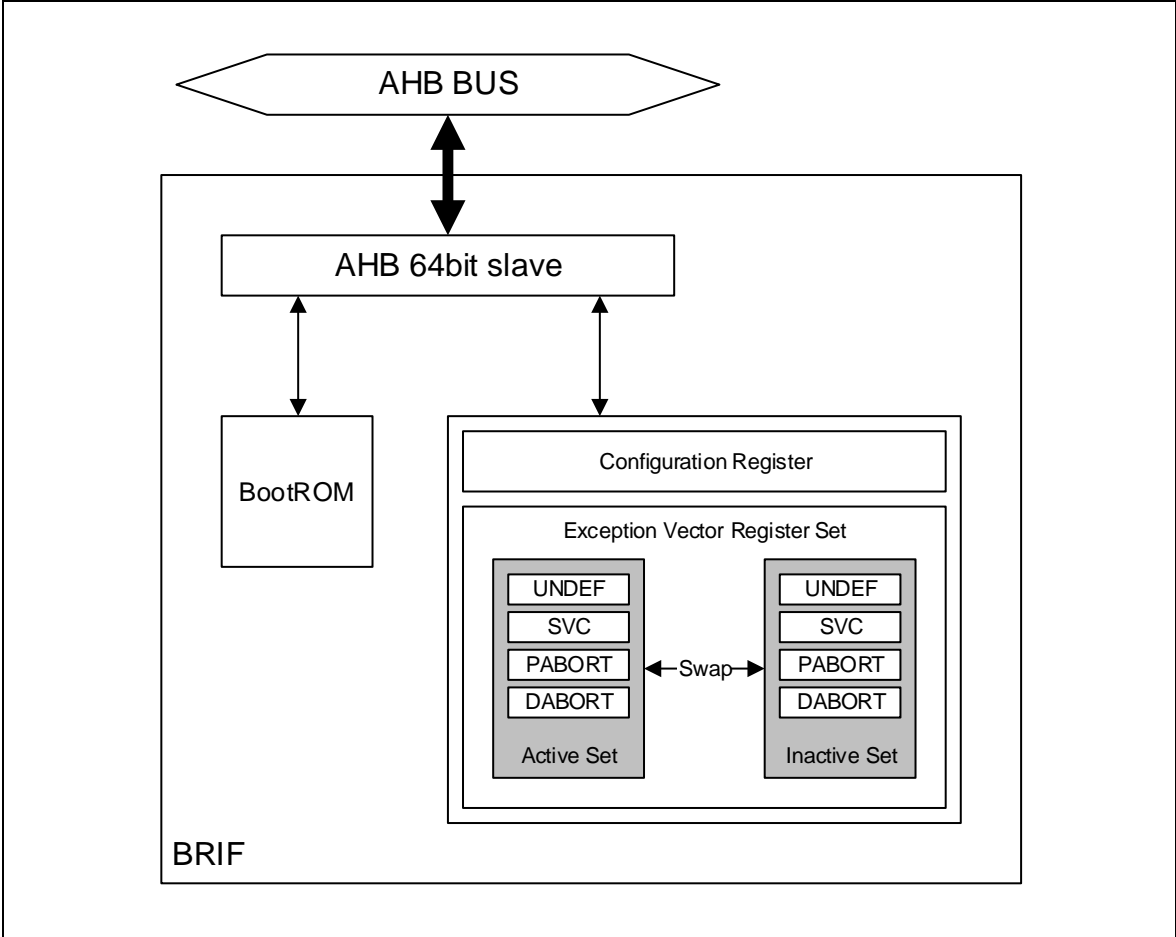 AHB BUS
AHB 64bit slave
BootROM
Configuration Register
Exception Vector Register Set
UNDEF
SVC
PABORT
DABORT
Active Set
Swap
UNDEF
SVC
PABORT
DABORT
Inactive Set
BRIF